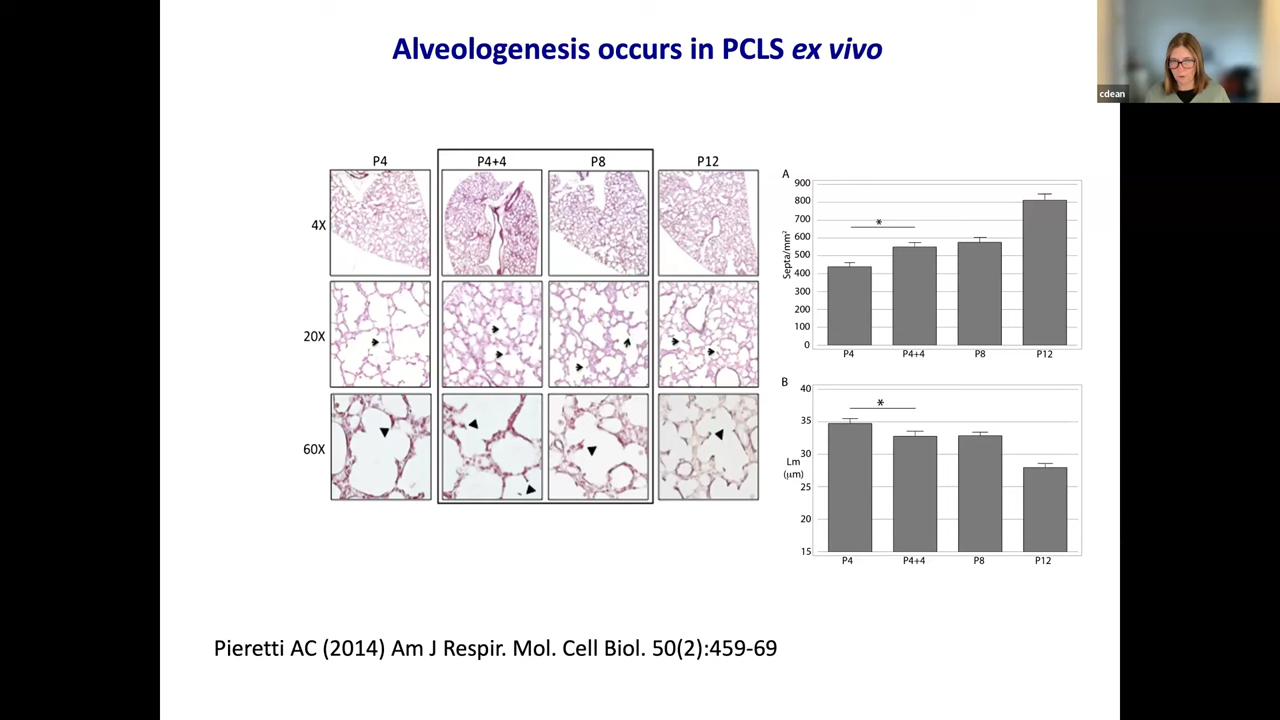 Alveologenesis occurs in PCLS ex vivo
cdean
P4 P4+4 P8 P12
4X
20X
60X
A
900
800
700
600
500
400
300
200
100
0
Septa/mm²
*
P4 P4+4 P8 P12
B
40
35
30
25
20
15
Lm
(μm)
*
P4 P4+4 P8 P12
Pieretti AC (2014) Am J Respir. Mol. Cell Biol. 50(2):459-69